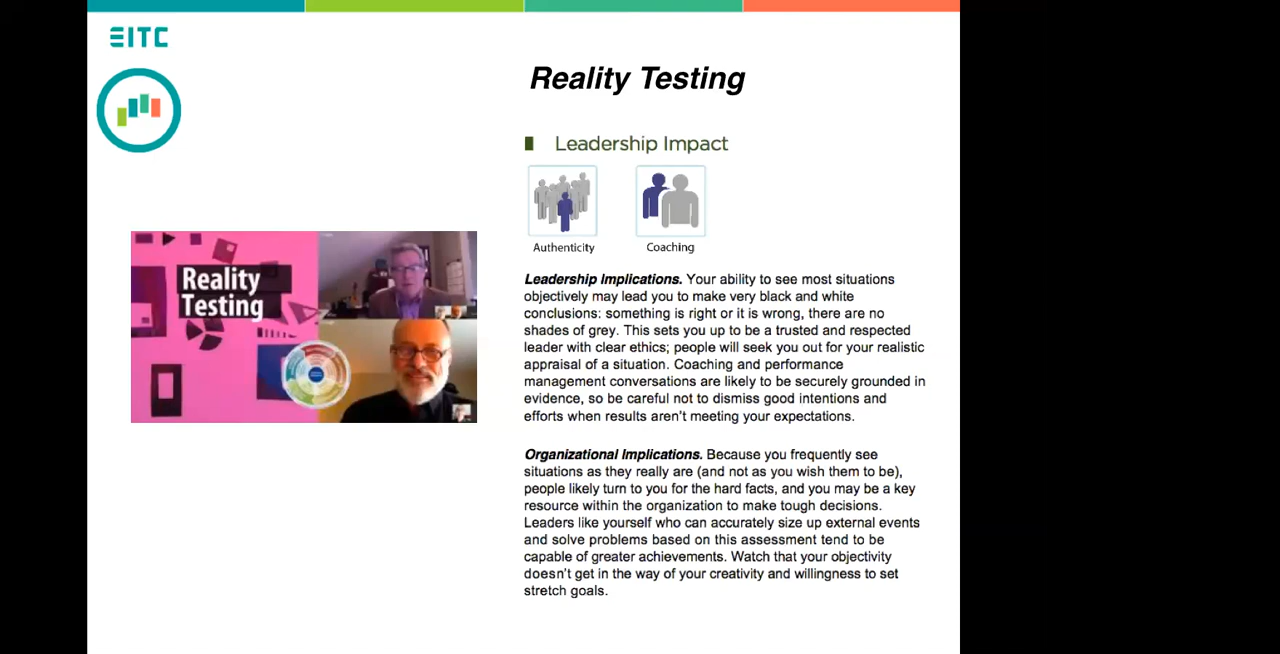 EITC
Reality Testing
Leadership Impact
Authenticity
Coaching
Reality
Testing
Leadership Implications. Your ability to see most situations
objectively may lead you to make very black and white
conclusions: something is right or it is wrong, there are no
shades of grey. This sets you up to be a trusted and respected
leader with clear ethics; people will seek you out for your realistic
appraisal of a situation. Coaching and performance
management conversations are likely to be securely grounded in
evidence, so be careful not to dismiss good intentions and
efforts when results aren't meeting your expectations.
Organizational Implications. Because you frequently see
situations as they really are (and not as you wish them to be),
people likely turn to you for the hard facts, and you may be a key
resource within the organization to make tough decisions.
Leaders like yourself who can accurately size up external events
and solve problems based on this assessment tend to be
capable of greater achievements. Watch that your objectivity
doesn't get in the way of your creativity and willingness to set
stretch goals.